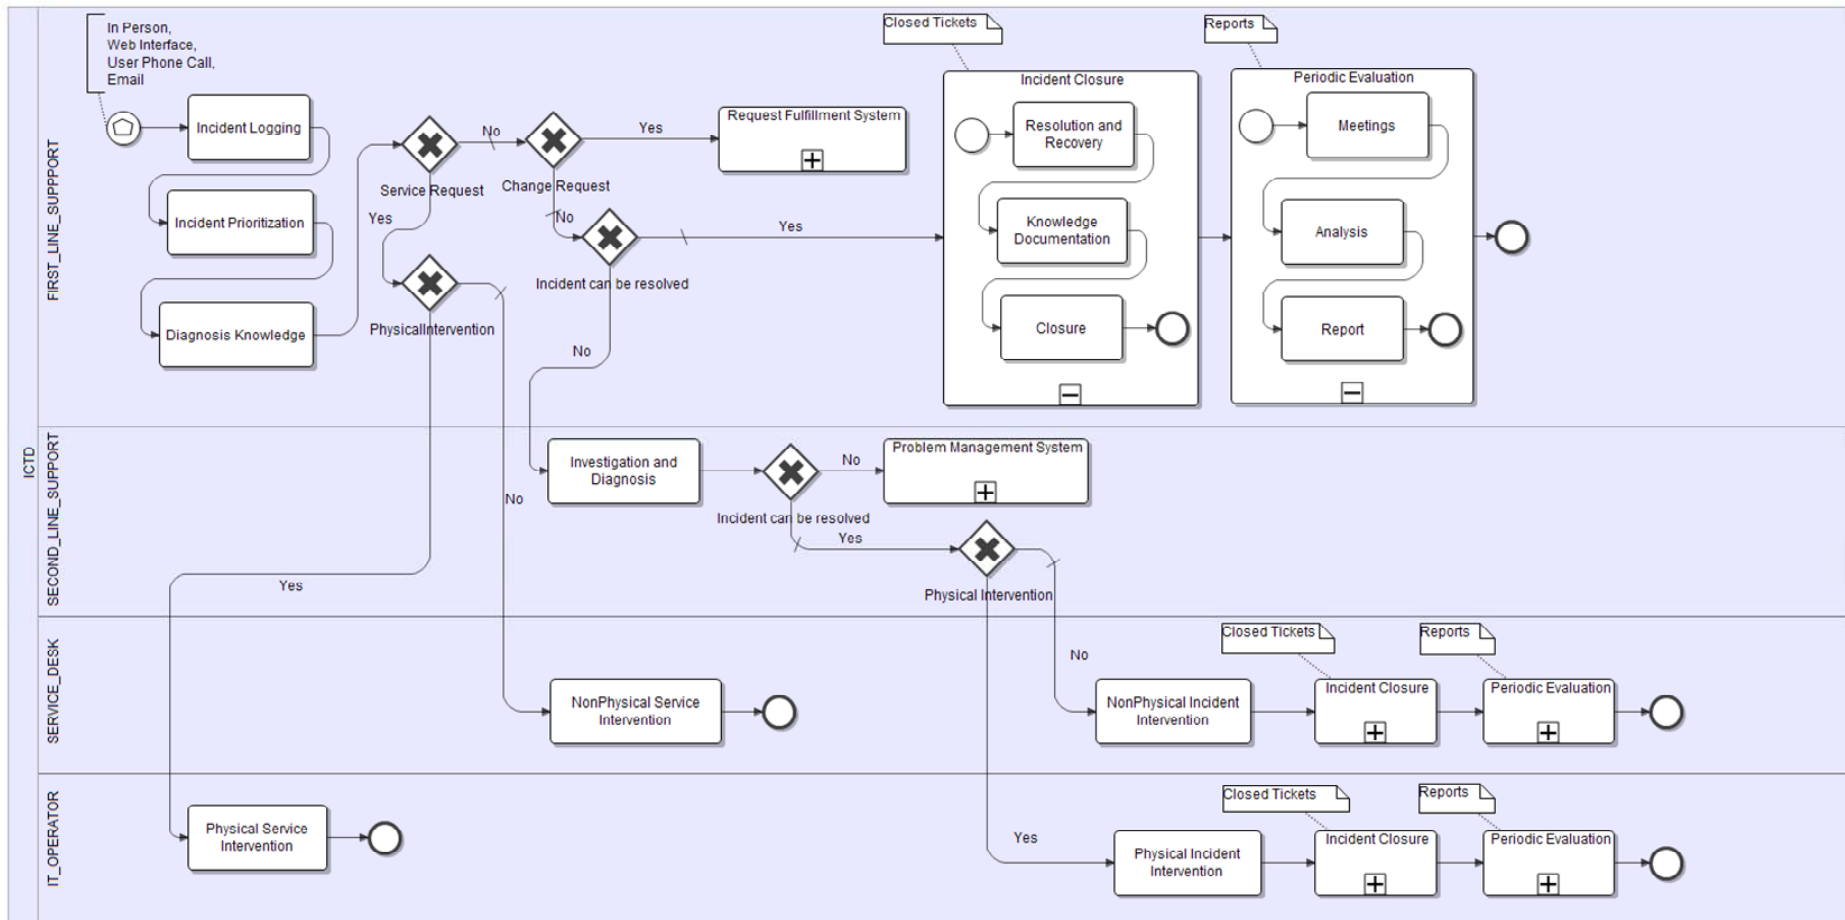 ICTD
FIRST_LINE_SUPPPORT
In Person,
Web Interface,
User Phone Call,
Email
Incident Logging
Incident Prioritization
Diagnosis Knowledge
Service Request
No
Yes
Change Request
Yes
No
Request Fulfillment System
PhysicalIntervention
Incident can be resolved
Yes
No
Closed Tickets
Incident Closure
Resolution and
Recovery
Knowledge
Documentation
Closure
Reports
Periodic Evaluation
Meetings
Analysis
Report
SECOND_LINE_SUPPORT
Yes
No
Investigation and
Diagnosis
No
Incident can be resolved
Yes
Problem Management System
Physical Intervention
SERVICE_DESK
NonPhysical Service
Intervention
No
NonPhysical Incident
Intervention
Closed Tickets
Incident Closure
Reports
Periodic Evaluation
IT_OPERATOR
Physical Service
Intervention
Yes
Physical Incident
Intervention
Closed Tickets
Incident Closure
Reports
Periodic Evaluation